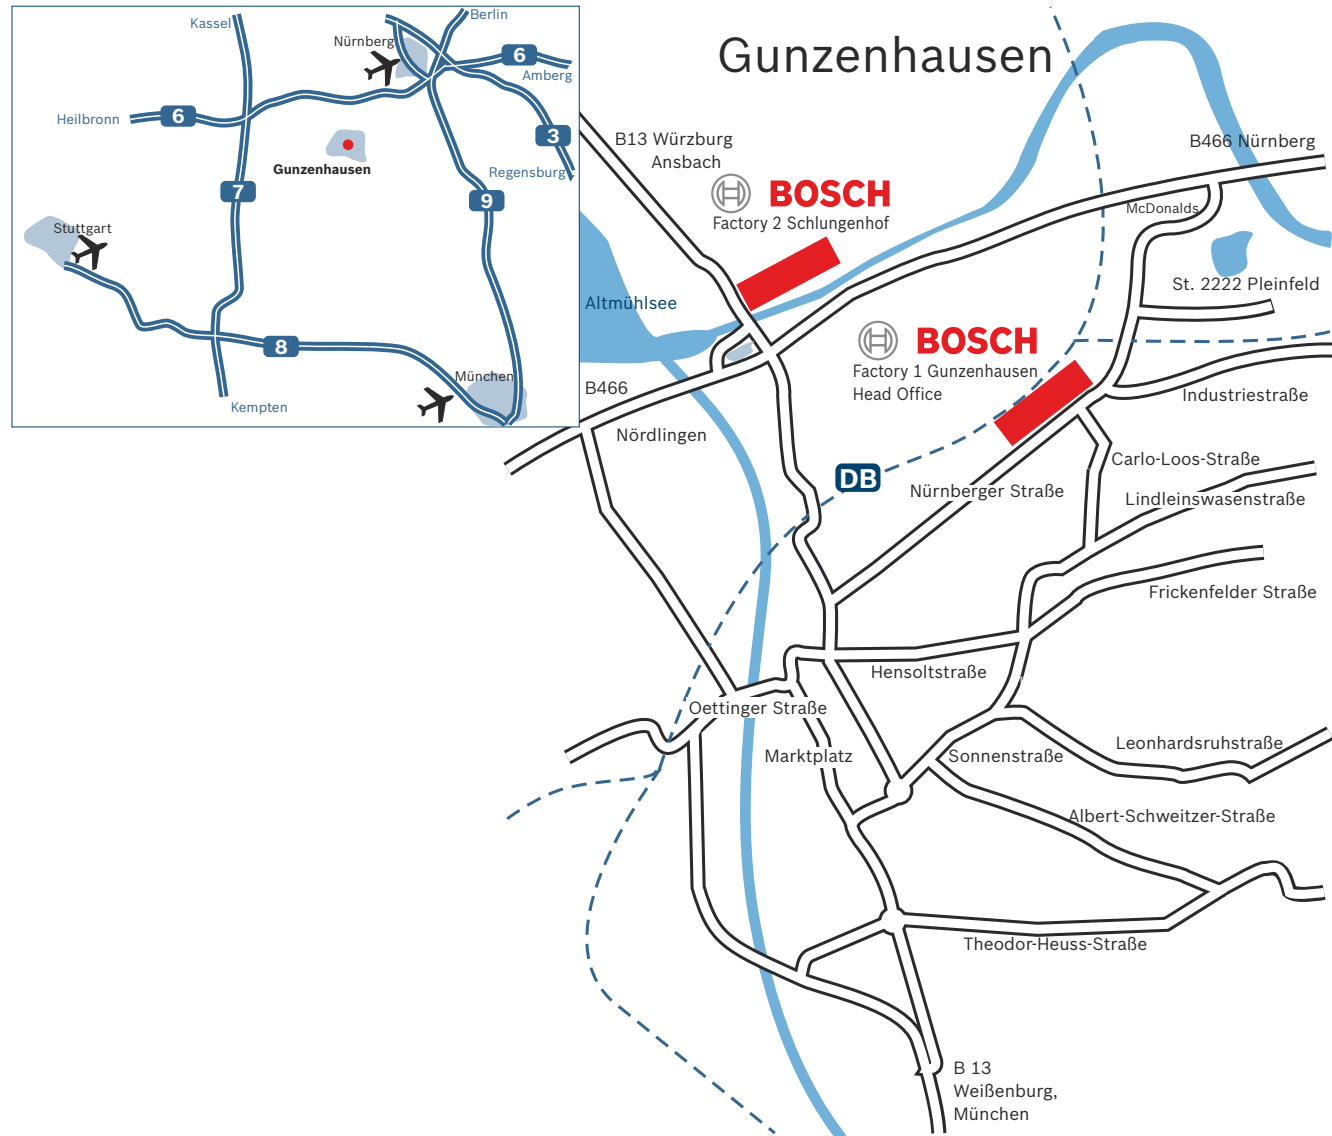 Kassel
Berlin
Nürnberg
6
Amberg
Heilbronn
6
3
Gunzenhausen
Regensburg
7
9
Stuttgart
8
München
Kempten
Gunzenhausen
B13 Würzburg
Ansbach
B466 Nürnberg
BOSCH
Factory 2 Schlungenhof
McDonalds
St. 2222 Pleinfeld
Altmühlsee
BOSCH
Factory 1 Gunzenhausen
Head Office
B466
Industriestraße
Nördlingen
Carlo-Loos-Straße
DB
Nürnberger Straße
Lindleinswasenstraße
Frickenfelder Straße
Hensoltstraße
Oettinger Straße
Marktplatz
Sonnenstraße
Leonhardsruhstraße
Albert-Schweitzer-Straße
Theodor-Heuss-Straße
B 13
Weißenburg,
München